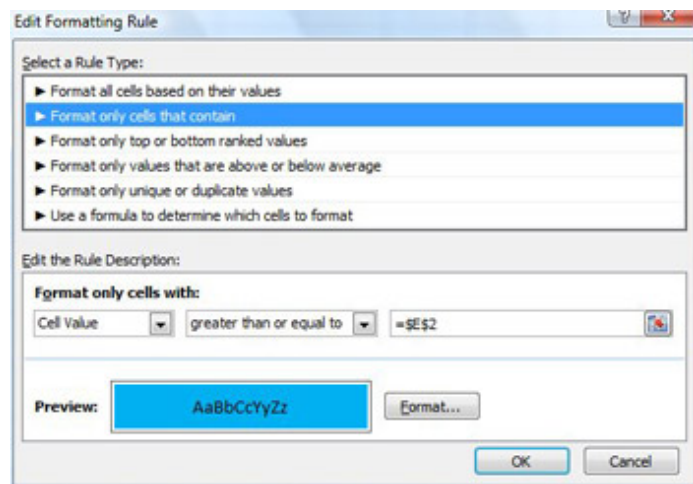 Edit Formatting Rule
Select a Rule Type:
► Format all cells based on their values
► Format only cells that contain
► Format only top or bottom ranked values
► Format only values that are above or below average
► Format only unique or duplicate values
► Use a formula to determine which cells to format
Edit the Rule Description:
Format only cells with:
Cell Value greater than or equal to =$E$2
Preview: AaBbCcYyZz Format...
OK Cancel